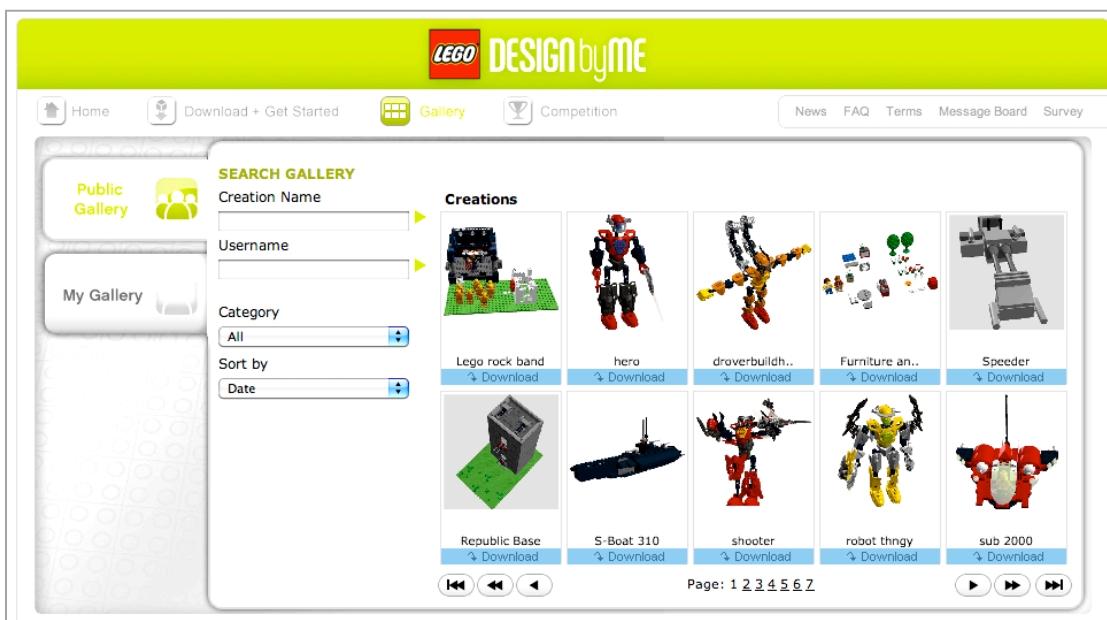 LEGO DESIGNbyME
Home Download + Get Started Gallery Competition News FAQ Terms Message Board Survey
Public
Gallery
My Gallery
SEARCH GALLERY
Creation Name
Username
Category
All
Sort by
Date
Creations
Lego rock band hero droverbuildh.. Furniture an... Speeder
Download Download Download Download Download
Republic Base S-Boat 310 shooter robot thngy sub 2000
Download Download Download Download Download
Page: 1 2 3 4 5 6 7